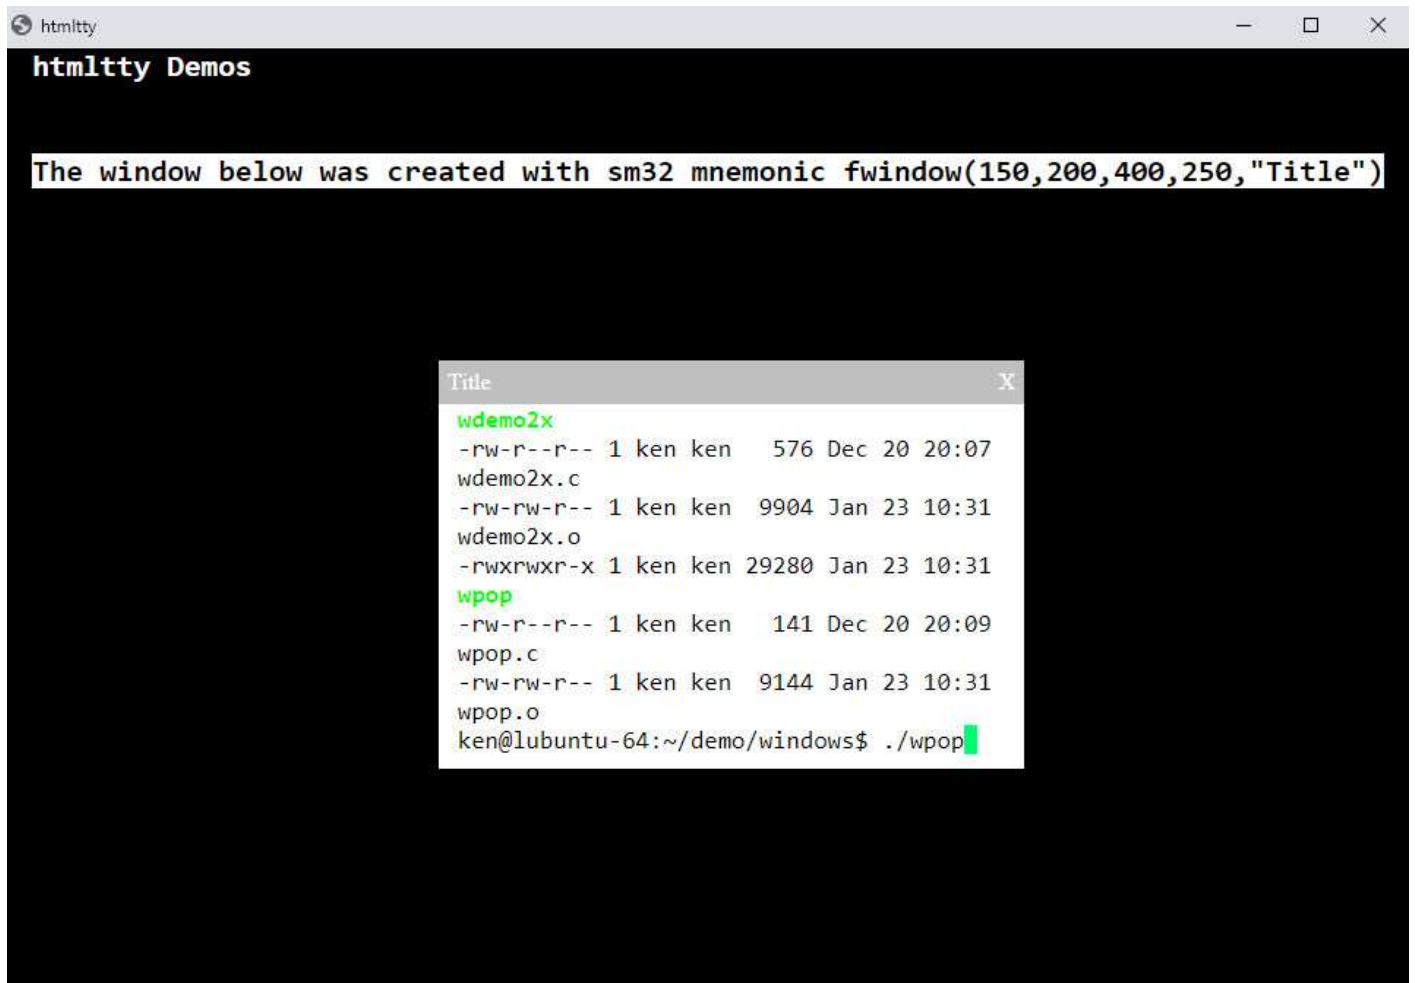 htmltty
htmltty Demos
The window below was created with sm32 mnemonic fwindow(150,200,400,250,"Title")
Title X
wdemo2x
-rw-r--r-- 1 ken ken   576 Dec 20 20:07
wdemo2x.c
-rw-rw-r-- 1 ken ken  9904 Jan 23 10:31
wdemo2x.o
-rwxrwxr-x 1 ken ken 29280 Jan 23 10:31
wpop
-rw-r--r-- 1 ken ken   141 Dec 20 20:09
wpop.c
-rw-rw-r-- 1 ken ken  9144 Jan 23 10:31
wpop.o
ken@lubuntu-64:~/demo/windows$ ./wpop